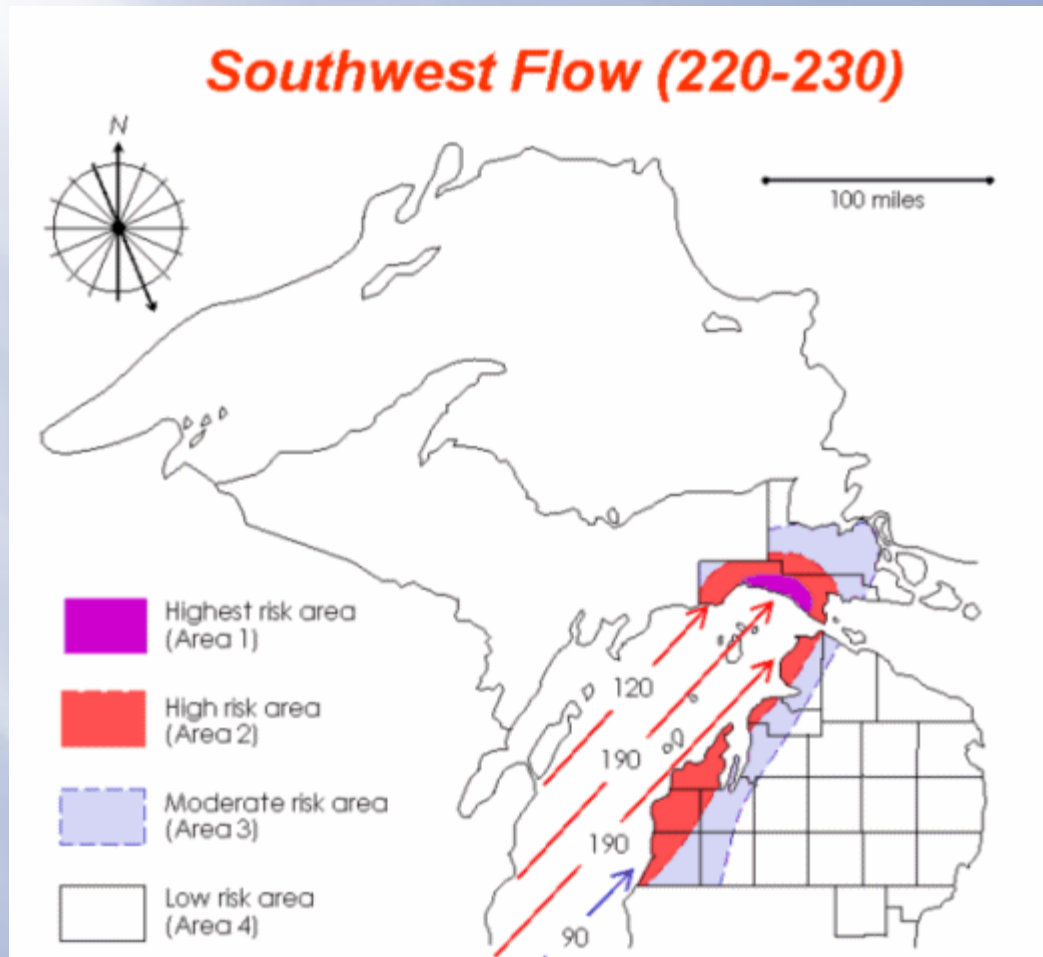 Southwest Flow (220-230)
N
100 miles
Highest risk area
(Area 1)
High risk area
(Area 2)
Moderate risk area
(Area 3)
Low risk area
(Area 4)
120
190
190
90